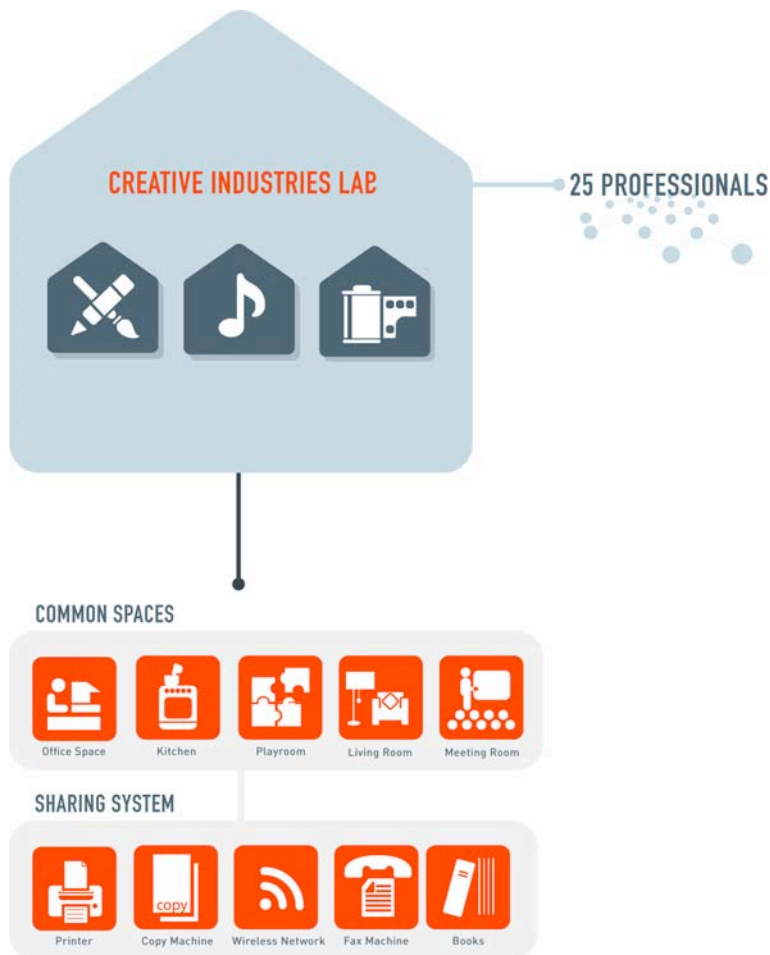 CREATIVE INDUSTRIES LAB
25 PROFESSIONALS
COMMON SPACES
Office Space
Kitchen
Playroom
Living Room
Meeting Room
SHARING SYSTEM
copy
Printer
Copy Machine
Wireless Network
Fax Machine
Books